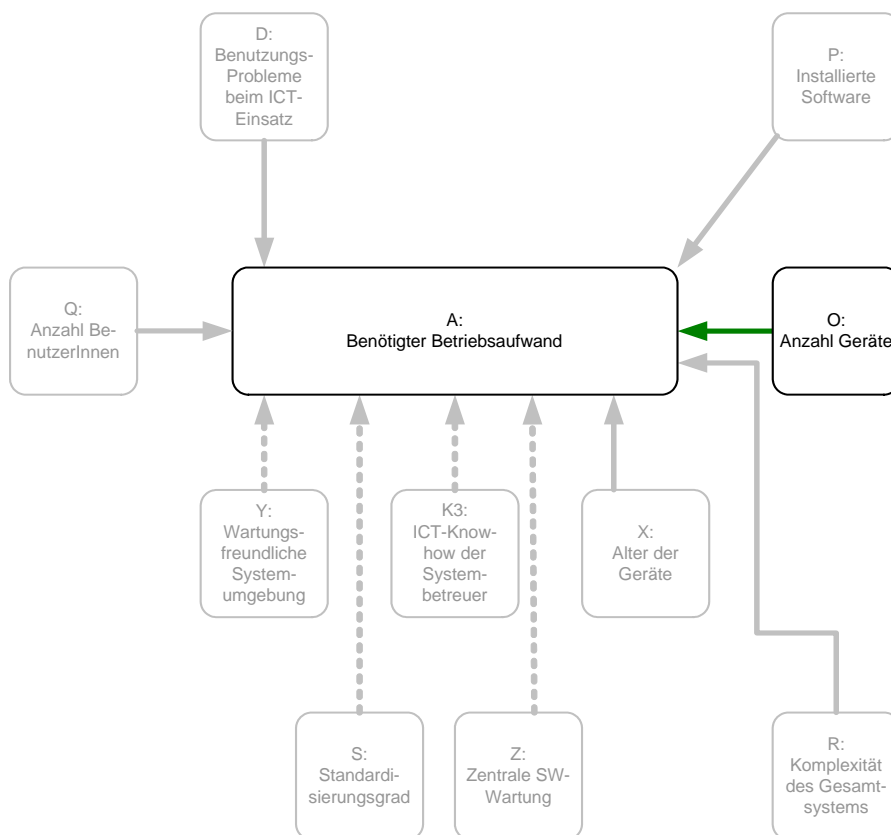 D:
Benutzungs-
Probleme
beim ICT-
Einsatz
P:
Installierte
Software
Q:
Anzahl Be-
nutzerInnen
A:
Benötigter Betriebsaufwand
O:
Anzahl Geräte
Y:
Wartungs-
freundliche
System-
umgebung
K3:
ICT-Know-
how der
System-
betreuer
X:
Alter der
Geräte
S:
Standardi-
sierungsgrad
Z:
Zentrale SW-
Wartung
R:
Komplexität
des Gesamt-
systems